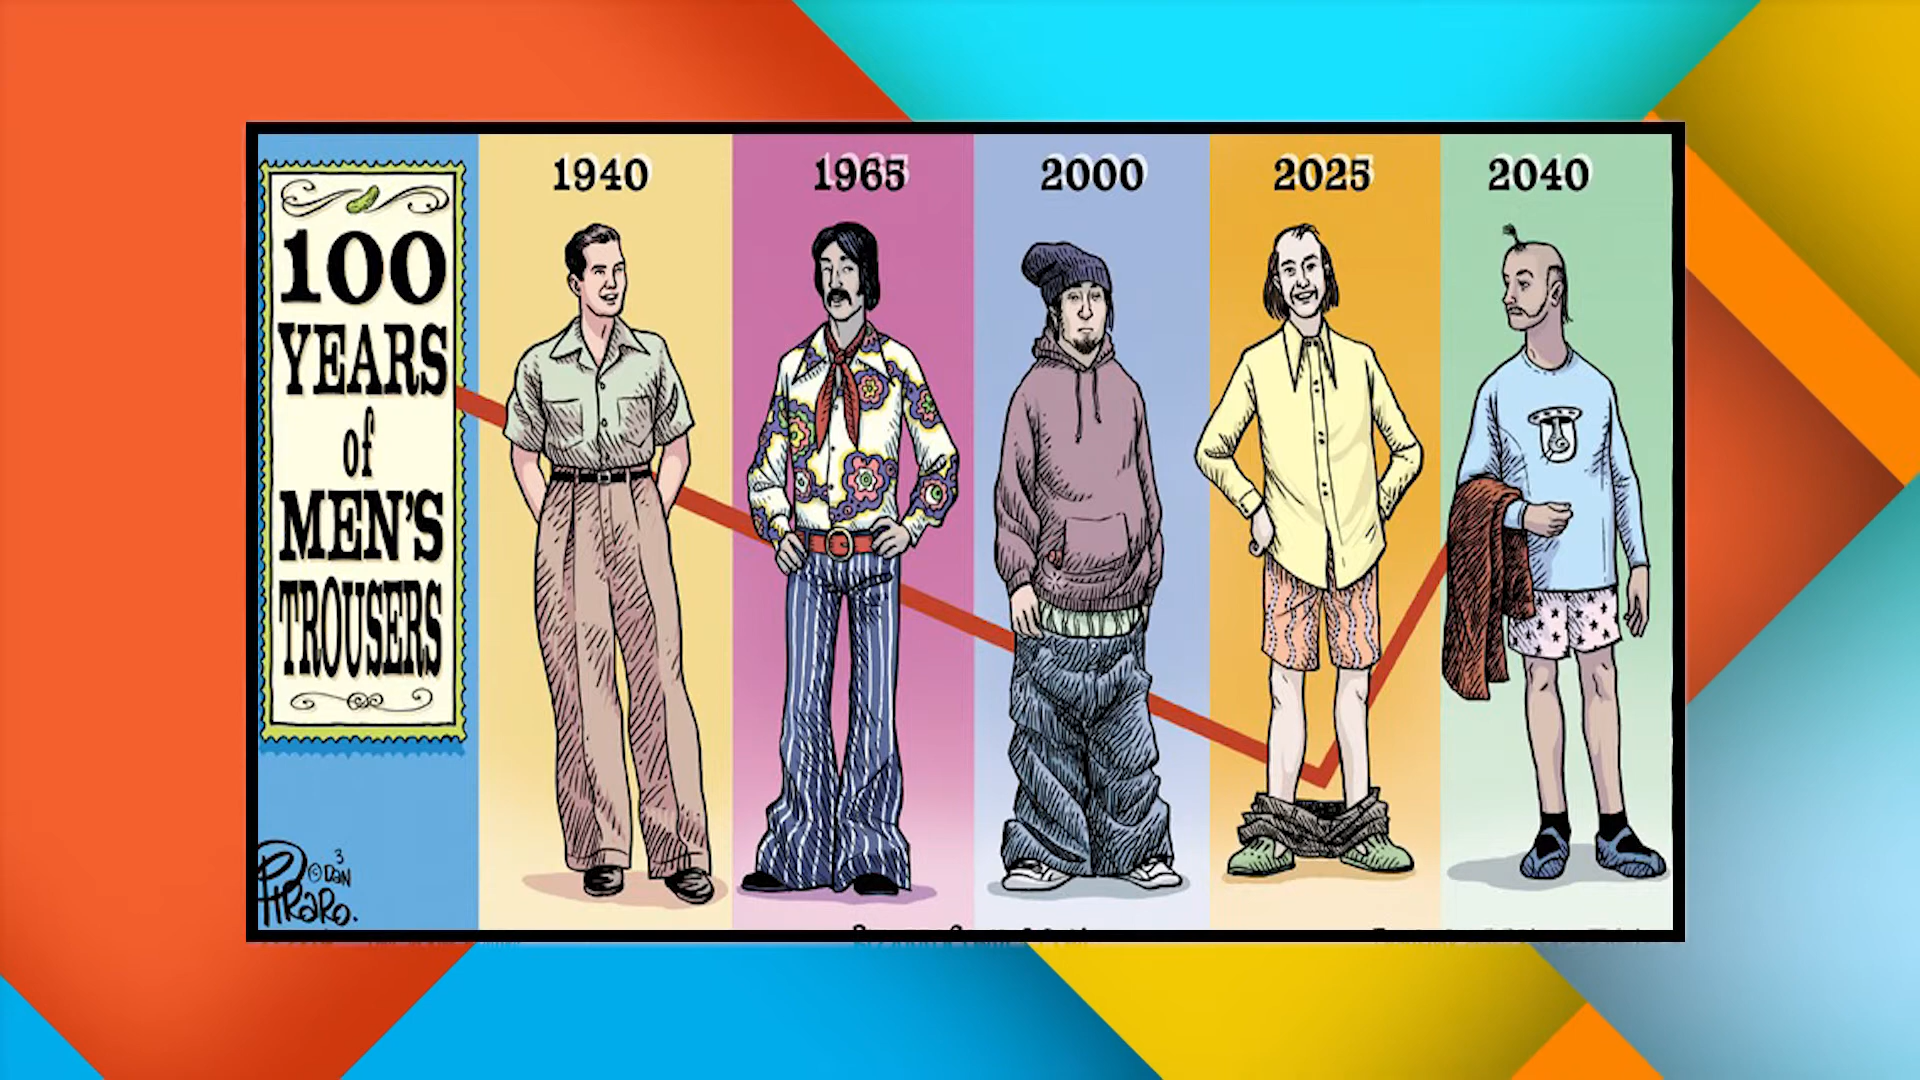 100
YEARS
of
MEN'S
TROUSERS
1940
1965
2000
2025
2040
3
© DAN
PIRARO.